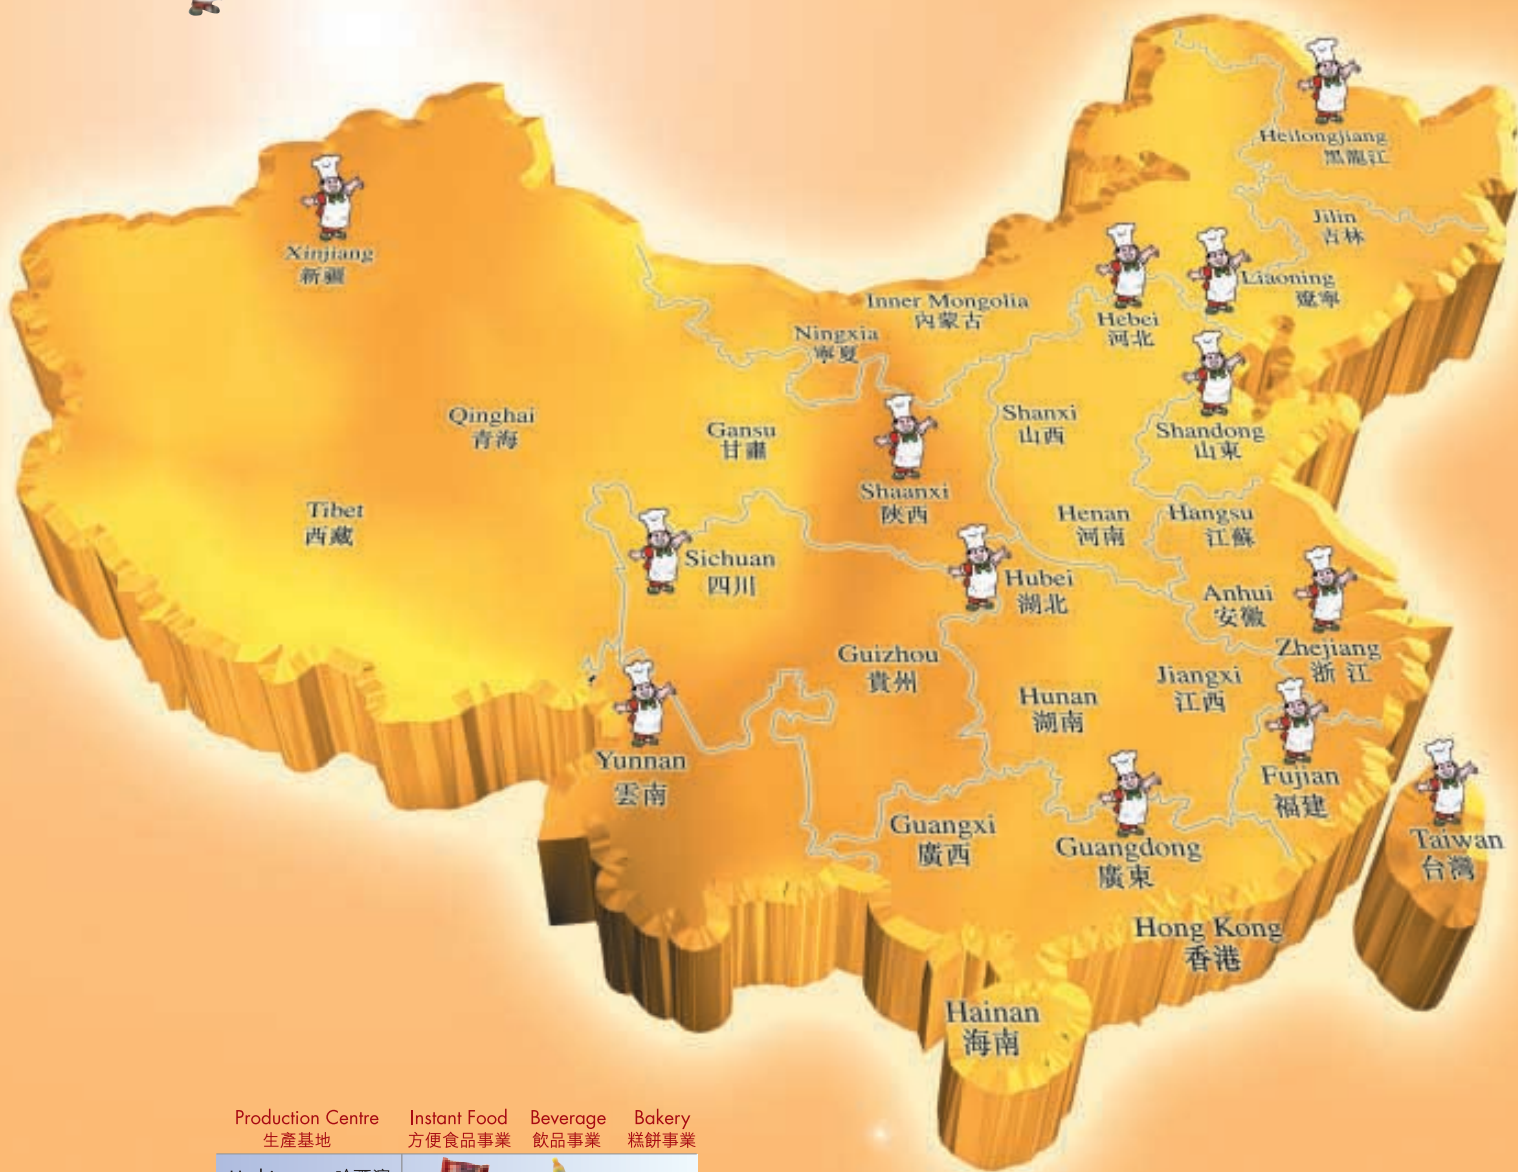 Heilongjiang
黑龍江
Jilin
吉林
Xinjiang
新疆
Liaoning
遼寧
Inner Mongolia
內蒙古
Hebei
河北
Ningxia
寧夏
Qinghai
青海
Gansu
甘肅
Shanxi
山西
Shandong
山東
Shaanxi
陝西
Tibet
西藏
Henan
河南
Hangsu
江蘇
Sichuan
四川
Hubei
湖北
Anhui
安徽
Zhejiang
浙江
Guizhou
貴州
Jiangxi
江西
Hunan
湖南
Yunnan
雲南
Fujian
福建
Guangxi
廣西
Guangdong
廣東
Taiwan
台灣
Hong Kong
香港
Hainan
海南
Production Centre Instant Food Beverage Bakery
生產基地 方便食品事業 飲品事業 糕餅事業